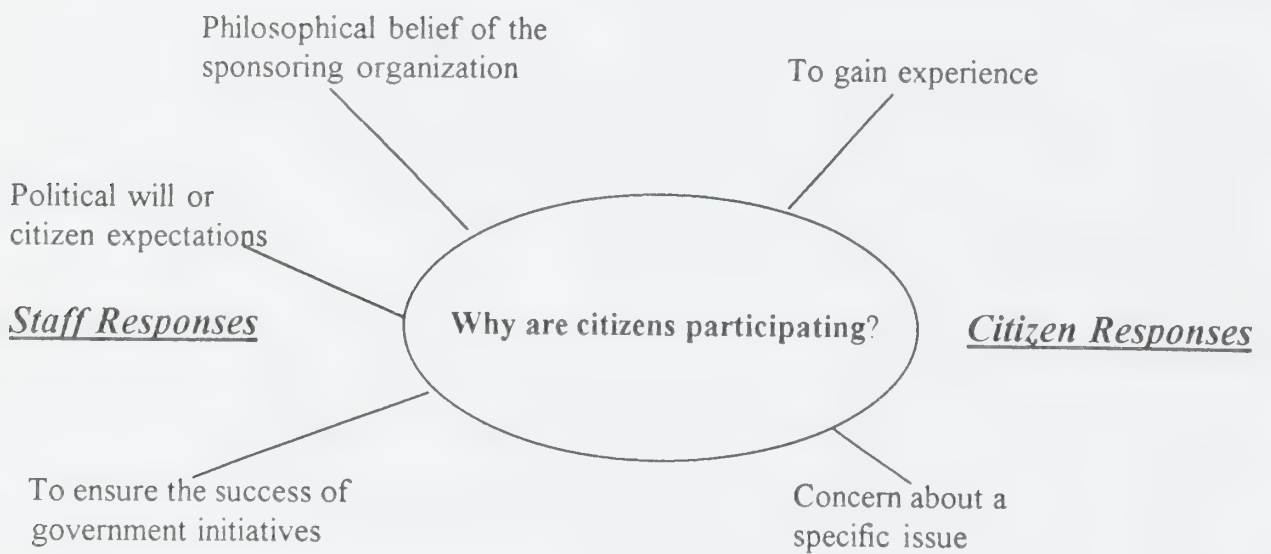 Philosophical belief of the
sponsoring organization
To gain experience
Political will or
citizen expectations
Staff Responses
Why are citizens participating?
Citizen Responses
To ensure the success of
government initiatives
Concern about a
specific issue